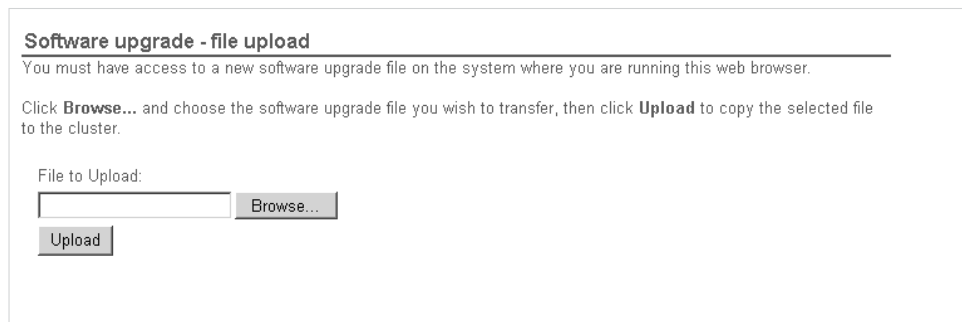 Software upgrade - file upload
You must have access to a new software upgrade file on the system where you are running this web browser.
Click Browse... and choose the software upgrade file you wish to transfer, then click Upload to copy the selected file
to the cluster.
File to Upload:
Browse...
Upload